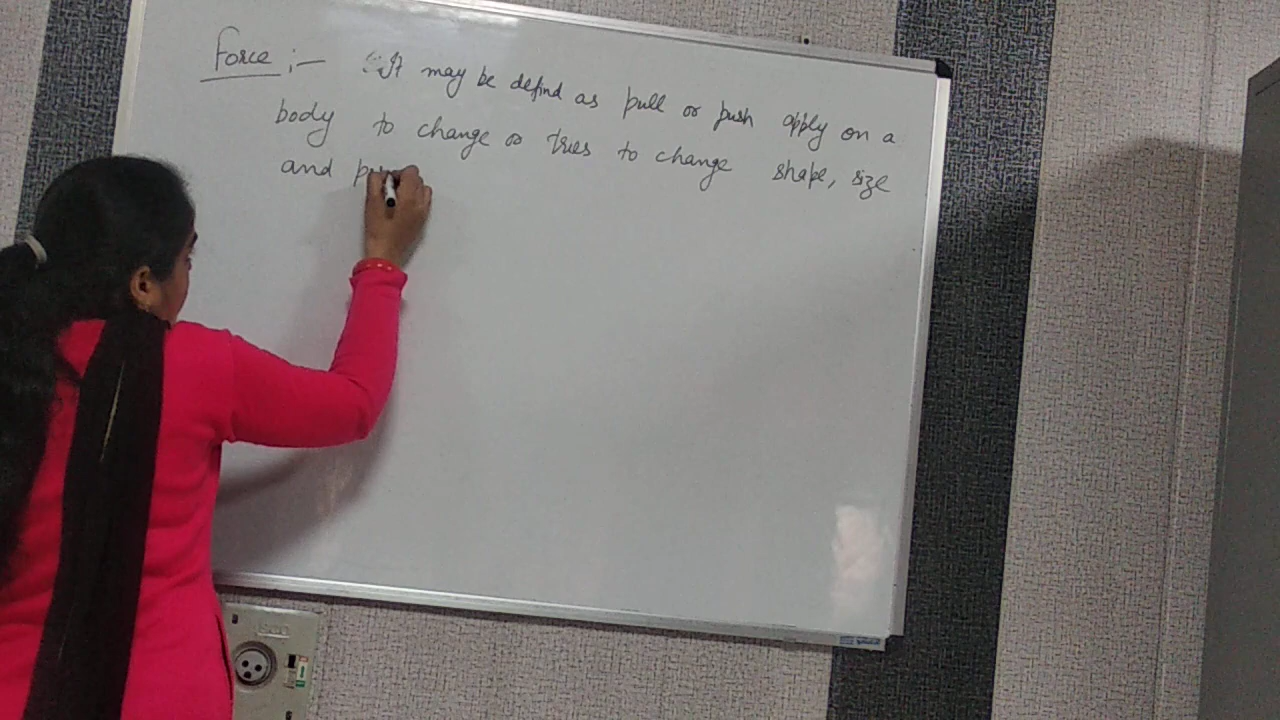 Force :- It may be defind as pull or push apply on a
body to change or tries to change shape, size
and